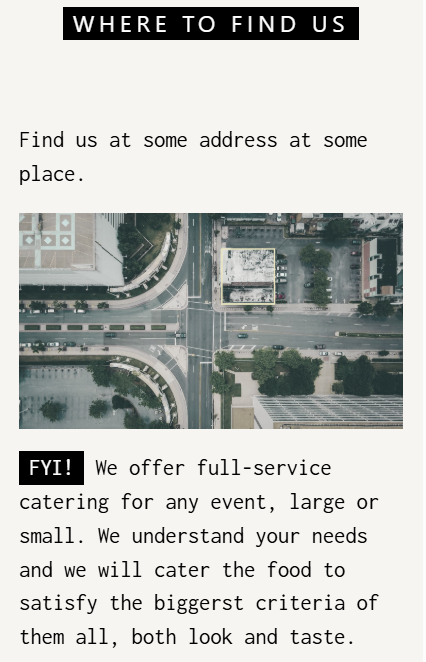 WHERE TO FIND US
Find us at some address at some
place.
FYI! We offer full-service
catering for any event, large or
small. We understand your needs
and we will cater the food to
satisfy the biggerst criteria of
them all, both look and taste.